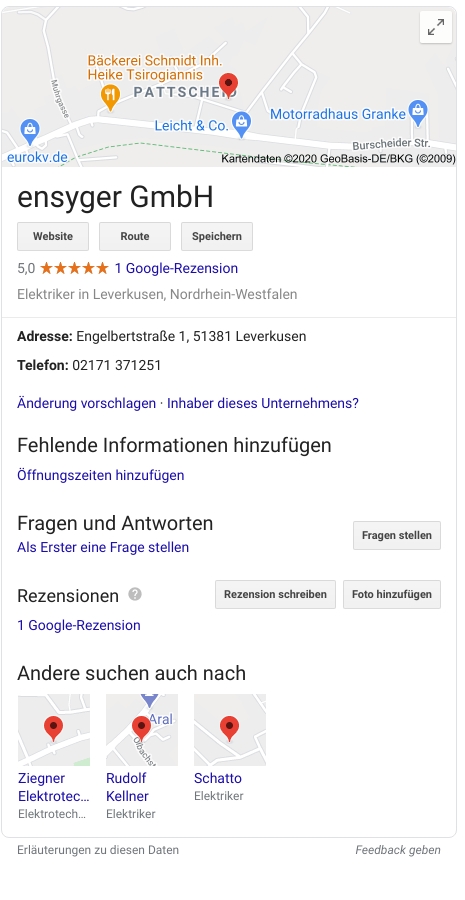 Bäckerei Schmidt Inh.
Heike Tsirogiannis
Mohrgasse
PATTSCHEID
Leicht & Co.
Motorradhaus Granke
eurokv.de
Burscheider Str.
Kartendaten ©2020 GeoBasis-DE/BKG (©2009)
ensyger GmbH
Website Route Speichern
5,0 ★★★★★ 1 Google-Rezension
Elektriker in Leverkusen, Nordrhein-Westfalen
Adresse: Engelbertstraße 1, 51381 Leverkusen
Telefon: 02171 371251
Änderung vorschlagen · Inhaber dieses Unternehmens?
Fehlende Informationen hinzufügen
Öffnungszeiten hinzufügen
Fragen und Antworten
Fragen stellen
Als Erster eine Frage stellen
Rezensionen ? Rezension schreiben Foto hinzufügen
1 Google-Rezension
Andere suchen auch nach
Aral
Olbachst
Ziegner
Elektrotec...
Elektrotech...
Rudolf
Kellner
Elektriker
Schatto
Elektriker
Erläuterungen zu diesen Daten Feedback geben